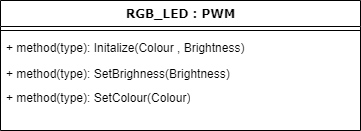 RGB_LED : PWM
+ method(type): Initalize(Colour , Brightness)
+ method(type): SetBrighness(Brightness)
+ method(type): SetColour(Colour)